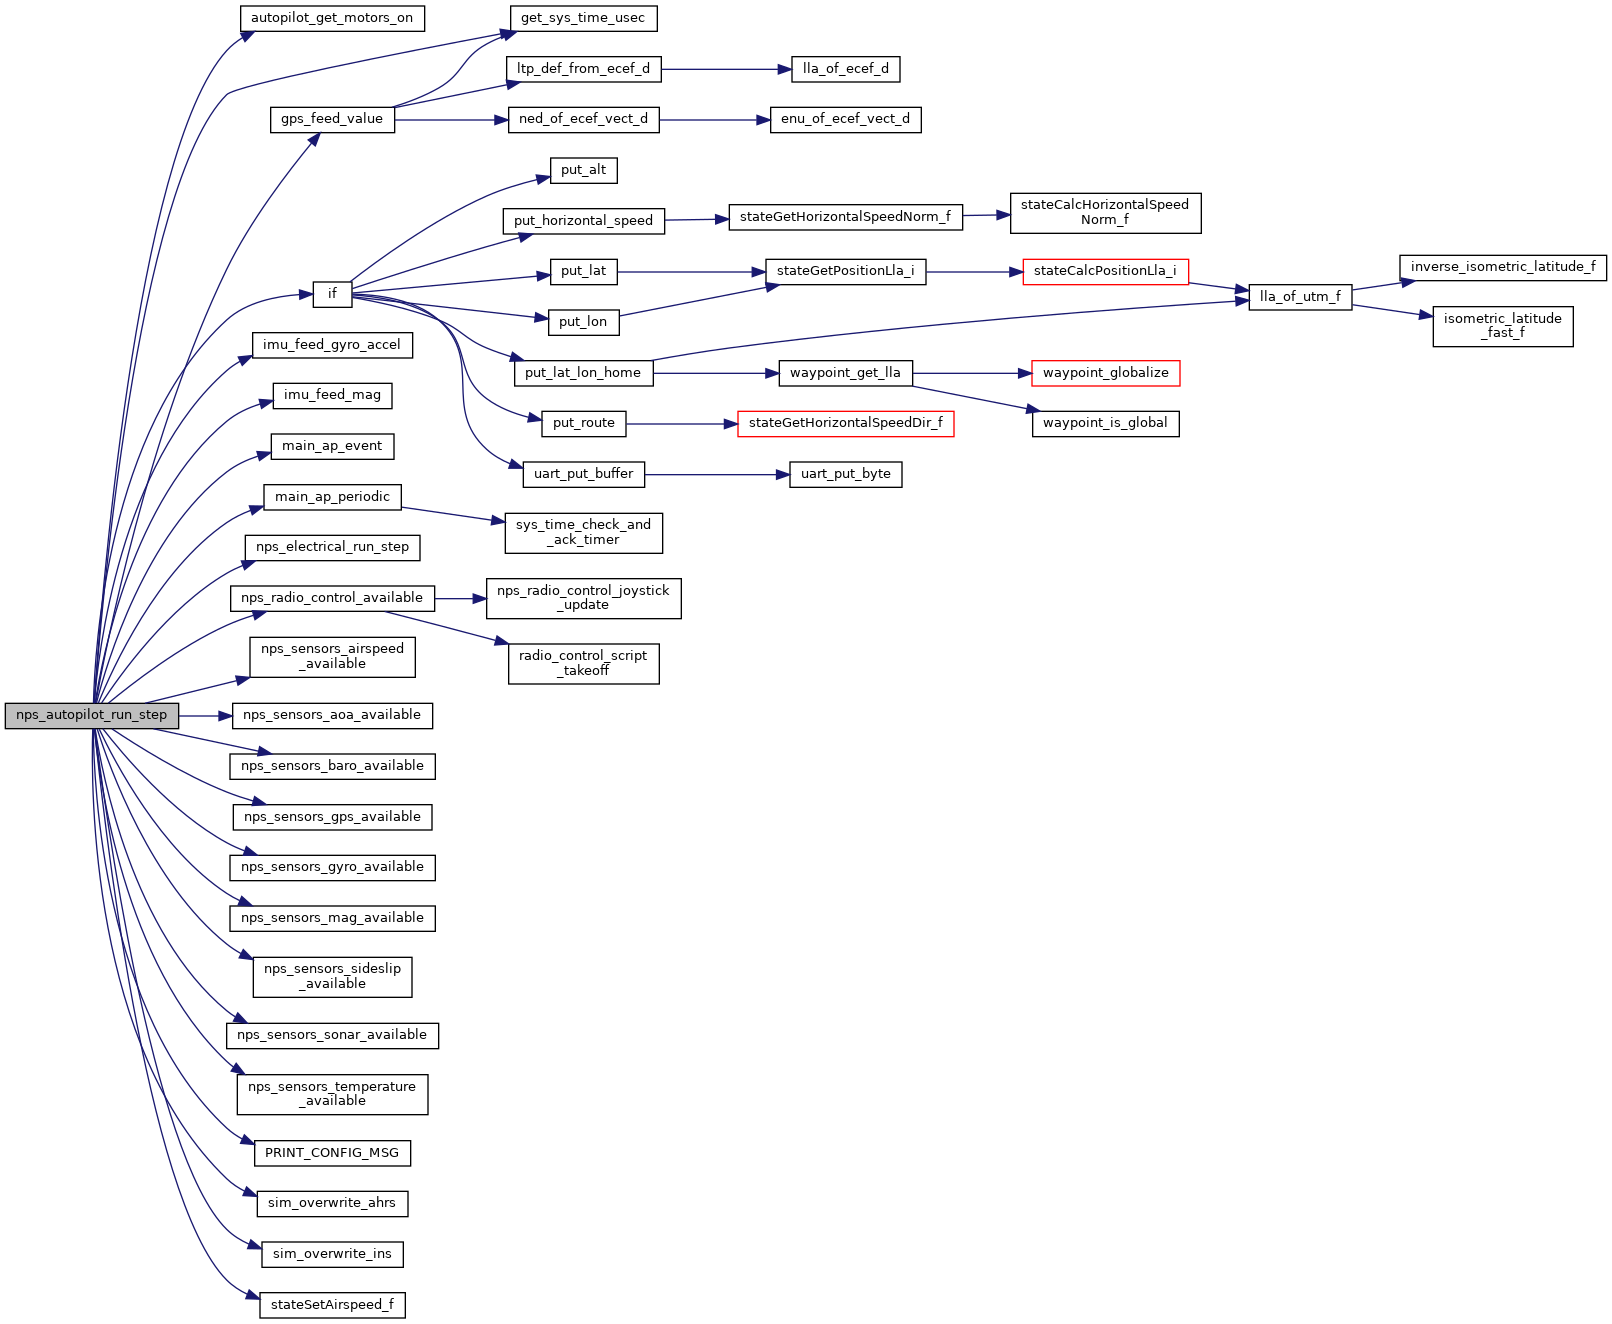 autopilot_get_motors_on
get_sys_time_usec
ltp_def_from_ecef_d
lla_of_ecef_d
gps_feed_value
ned_of_ecef_vect_d
enu_of_ecef_vect_d
put_alt
put_horizontal_speed
stateGetHorizontalSpeedNorm_f
stateCalcHorizontalSpeed
Norm_f
if
put_lat
stateGetPositionLla_i
stateCalcPositionLla_i
lla_of_utm_f
inverse_isometric_latitude_f
isometric_latitude
_fast_f
put_lon
put_lat_lon_home
waypoint_get_lla
waypoint_globalize
waypoint_is_global
put_route
stateGetHorizontalSpeedDir_f
uart_put_buffer
uart_put_byte
imu_feed_gyro_accel
imu_feed_mag
main_ap_event
main_ap_periodic
sys_time_check_and
_ack_timer
nps_electrical_run_step
nps_radio_control_available
nps_radio_control_joystick
_update
radio_control_script
_takeoff
nps_sensors_airspeed
_available
nps_autopilot_run_step
nps_sensors_aoa_available
nps_sensors_baro_available
nps_sensors_gps_available
nps_sensors_gyro_available
nps_sensors_mag_available
nps_sensors_sideslip
_available
nps_sensors_sonar_available
nps_sensors_temperature
_available
PRINT_CONFIG_MSG
sim_overwrite_ahrs
sim_overwrite_ins
stateSetAirspeed_f